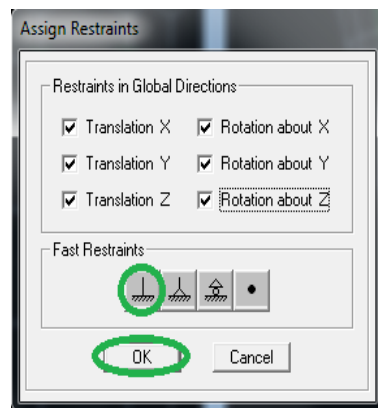 Assign Restraints
Restraints in Global Directions
Translation X Rotation about X
Translation Y Rotation about Y
Translation Z Rotation about Z
Fast Restraints
OK Cancel